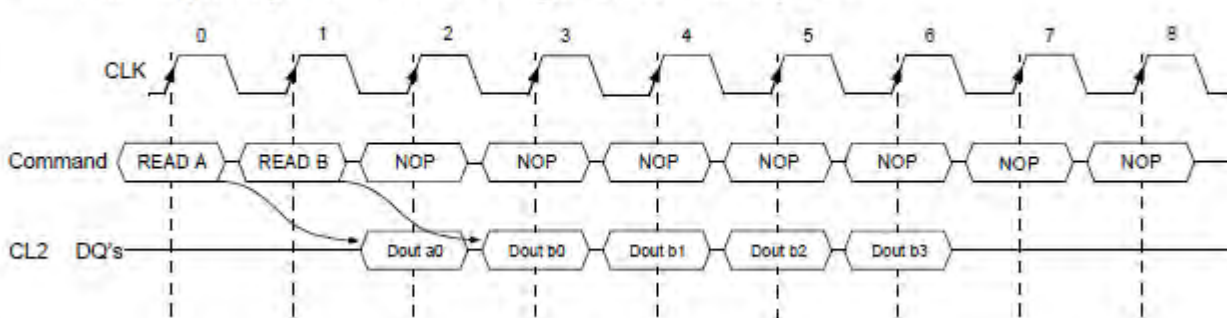 0 1 2 3 4 5 6 7 8
CLK
Command READ A READ B NOP NOP NOP NOP NOP NOP NOP
CL2 DQ's Dout a0 Dout b0 Dout b1 Dout b2 Dout b3